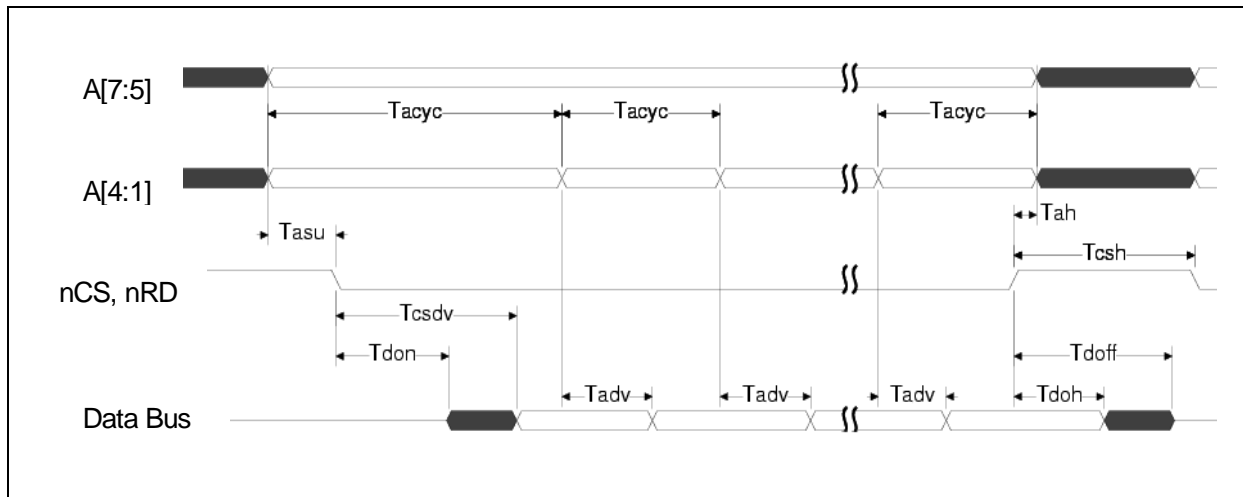 A[7:5]
Tacyc Tacyc Tacyc
A[4:1]
Tah
Tasu
Tcsh
nCS, nRD
Tcsdv
Tdon Tdoff
Tadv Tadv Tadv Tdoh
Data Bus